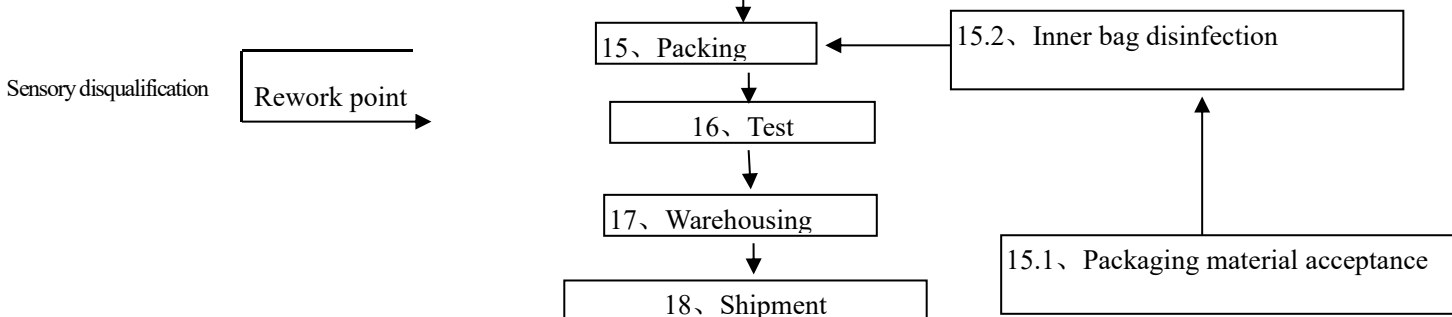 15、Packing
15.2、Inner bag disinfection
Sensory disqualification
Rework point
16、Test
17、Warehousing
15.1、Packaging material acceptance
18、Shipment